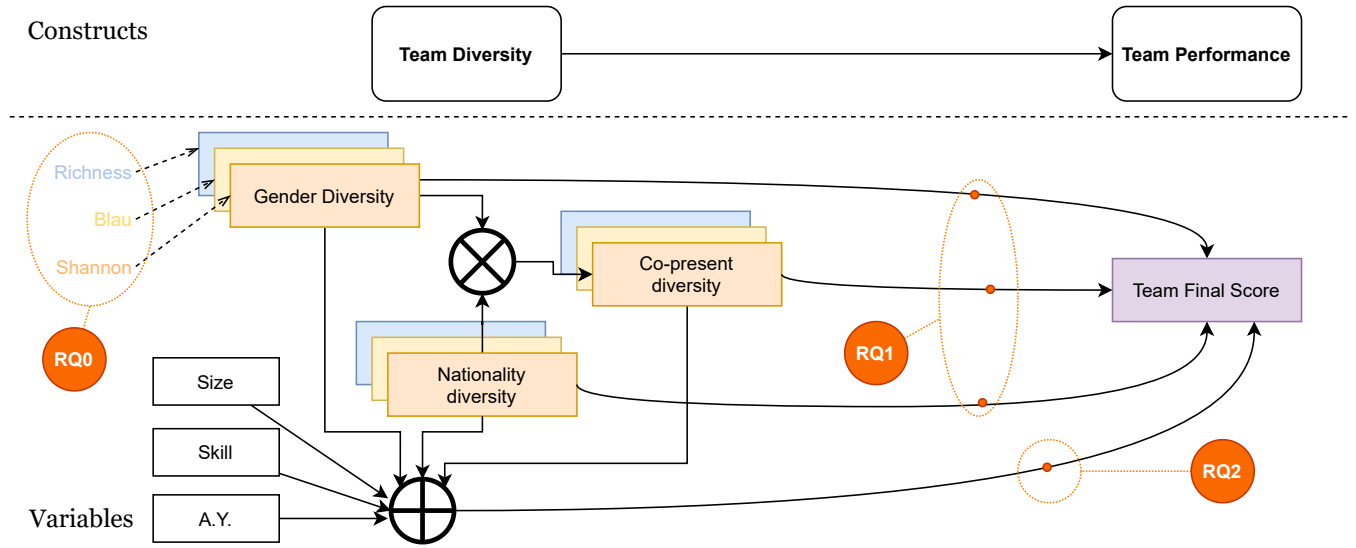 Constructs
Team Diversity
Team Performance
Richness
Blau
Shannon
RQ0
Gender Diversity
Co-present
diversity
Nationality
diversity
Team Final Score
RQ1
RQ2
Size
Skill
A.Y.
Variables